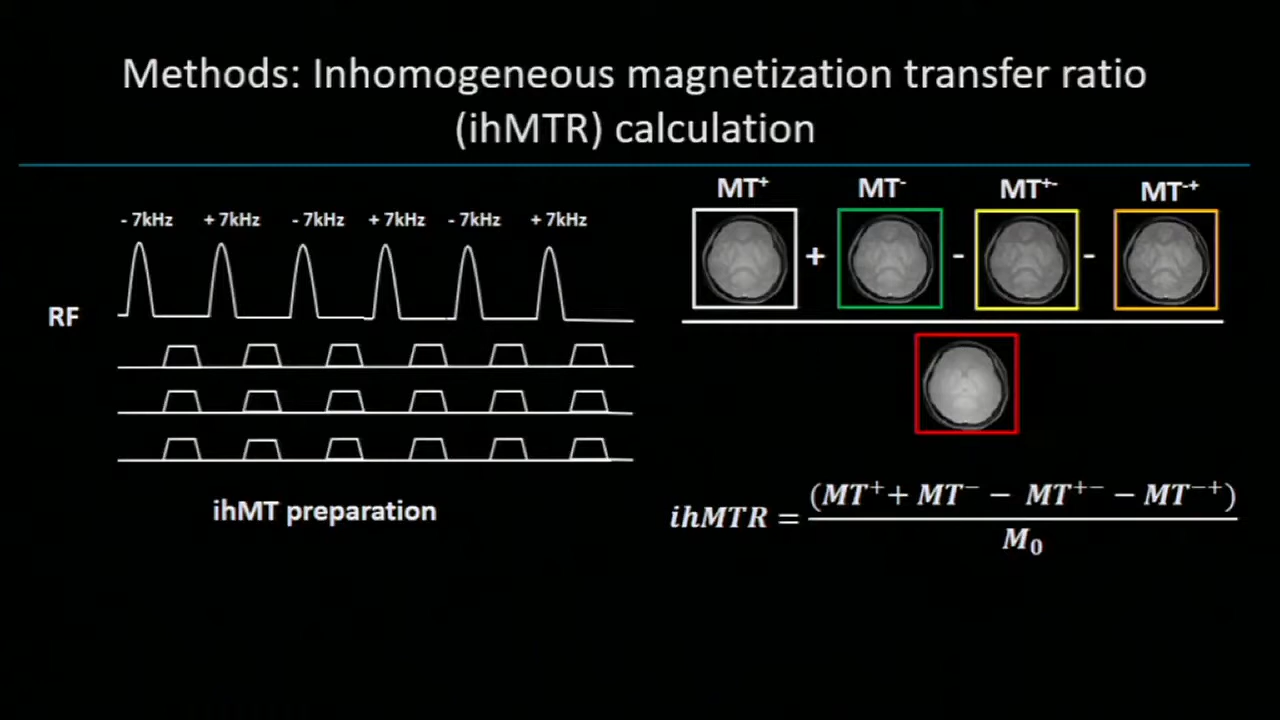 Methods: Inhomogeneous magnetization transfer ratio
(ihMTR) calculation
- 7kHz + 7kHz - 7kHz + 7kHz - 7kHz + 7kHz
RF
ihMT preparation
MT⁺ MT⁻ MT⁺⁻ MT⁻⁺
+ - -
ihMTR = (MT⁺ + MT⁻ − MT⁺⁻ − MT⁻⁺)
M₀